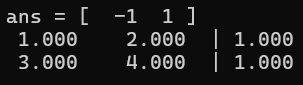 ans = [ -1 1 ]
1.000 2.000 | 1.000
3.000 4.000 | 1.000